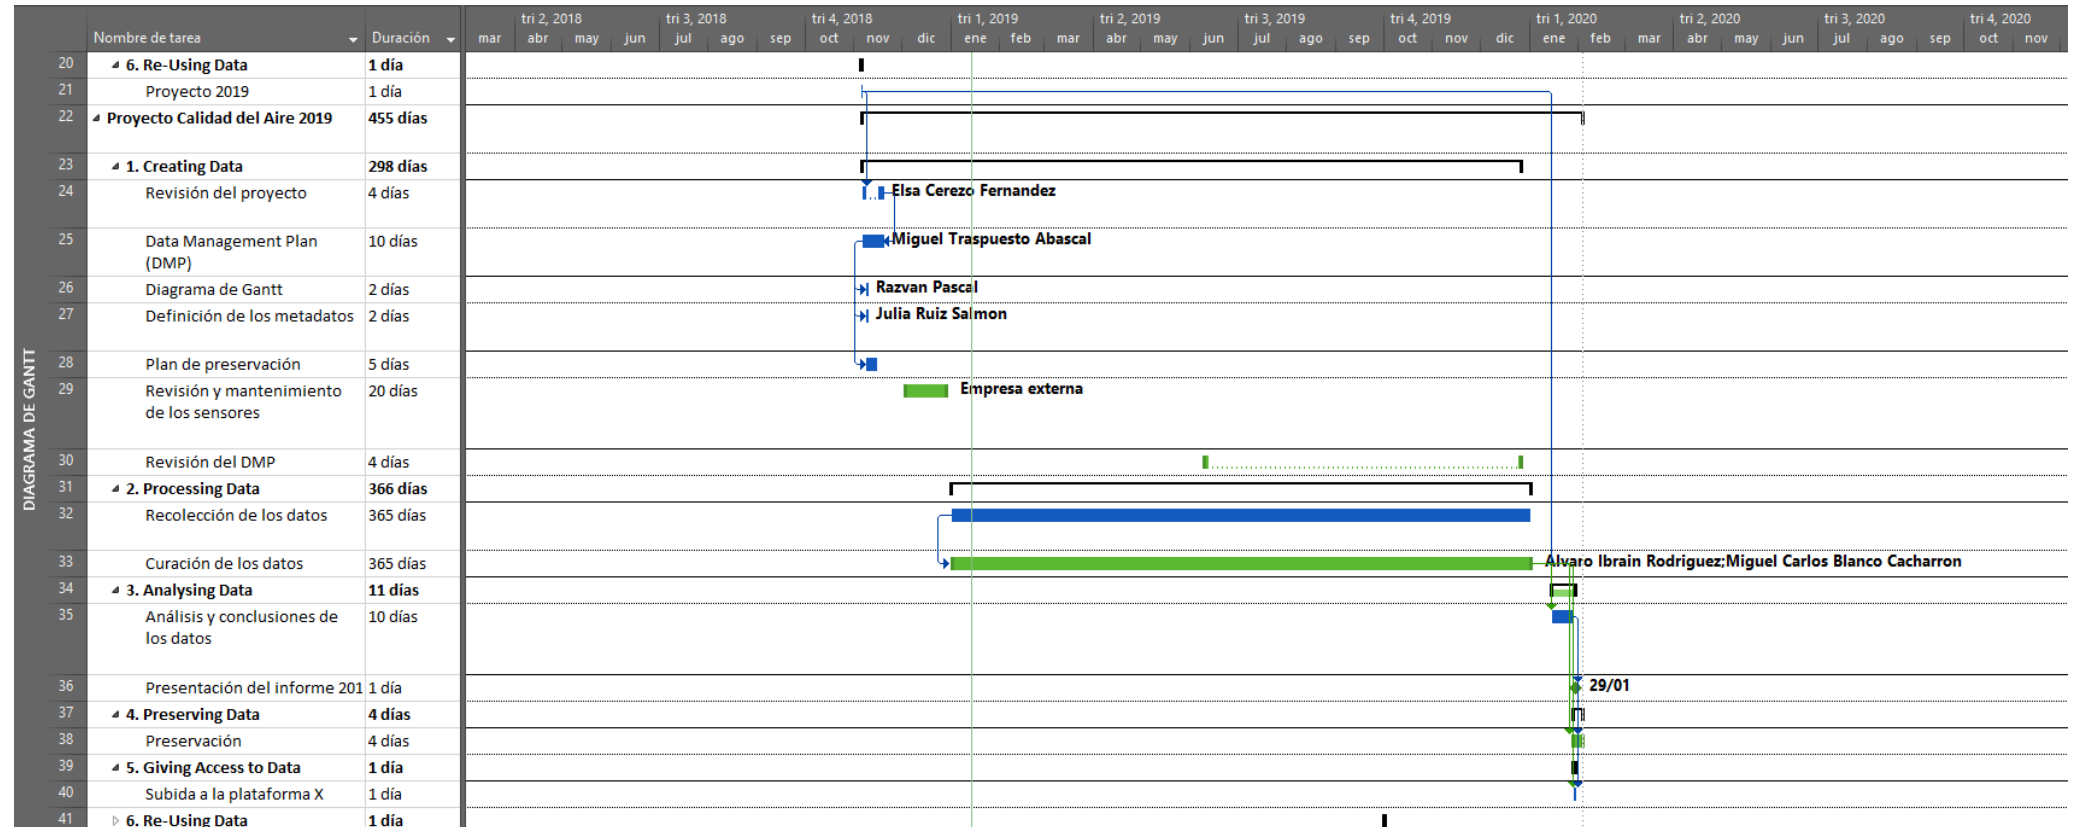 tri 2, 2018 tri 3, 2018 tri 4, 2018 tri 1, 2019 tri 2, 2019 tri 3, 2019 tri 4, 2019 tri 1, 2020 tri 2, 2020 tri 3, 2020 tri 4, 2020
Nombre de tarea Duración mar abr may jun jul ago sep oct nov dic ene feb mar abr may jun jul ago sep oct nov dic ene feb mar abr may jun jul ago sep oct nov
20 6. Re-Using Data 1 día
21 Proyecto 2019 1 día
22 Proyecto Calidad del Aire 2019 455 días
23 1. Creating Data 298 días
24 Revisión del proyecto 4 días Elsa Cerezo Fernandez
25 Data Management Plan 10 días Miguel Traspuesto Abascal
(DMP)
26 Diagrama de Gantt 2 días Razvan Pascal
27 Definición de los metadatos 2 días Julia Ruiz Salmon
28 Plan de preservación 5 días
29 Revisión y mantenimiento 20 días Empresa externa
de los sensores
30 Revisión del DMP 4 días
31 2. Processing Data 366 días
32 Recolección de los datos 365 días
33 Curación de los datos 365 días Alvaro Ibrain Rodriguez;Miguel Carlos Blanco Cacharron
34 3. Analysing Data 11 días
35 Análisis y conclusiones de 10 días
los datos
36 Presentación del informe 201 1 día 29/01
37 4. Preserving Data 4 días
38 Preservación 4 días
39 5. Giving Access to Data 1 día
40 Subida a la plataforma X 1 día
41 6. Re-Using Data 1 día
DIAGRAMA DE GANTT